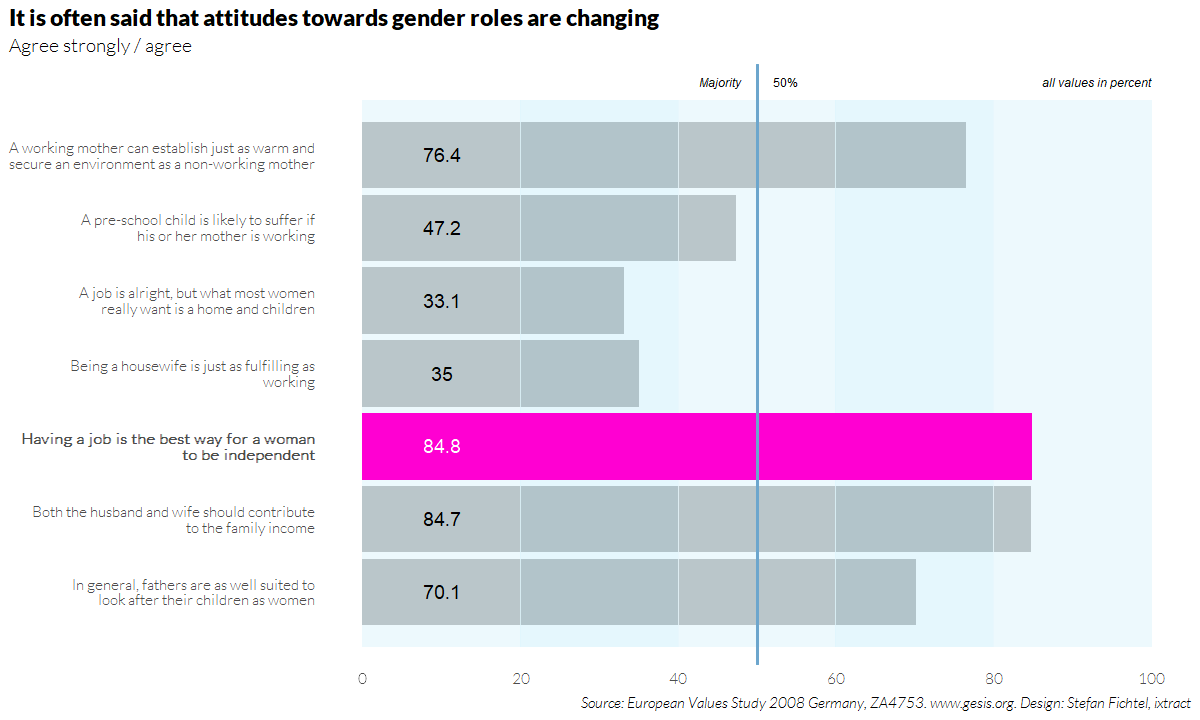 It is often said that attitudes towards gender roles are changing
Agree strongly / agree
Majority 50% all values in percent
A working mother can establish just as warm and
secure an environment as a non-working mother
76.4
A pre-school child is likely to suffer if
his or her mother is working
47.2
A job is alright, but what most women
really want is a home and children
33.1
Being a housewife is just as fulfilling as
working
35
Having a job is the best way for a woman
to be independent
84.8
Both the husband and wife should contribute
to the family income
84.7
In general, fathers are as well suited to
look after their children as women
70.1
0 20 40 60 80 100
Source: European Values Study 2008 Germany, ZA4753. www.gesis.org. Design: Stefan Fichtel, ixtract